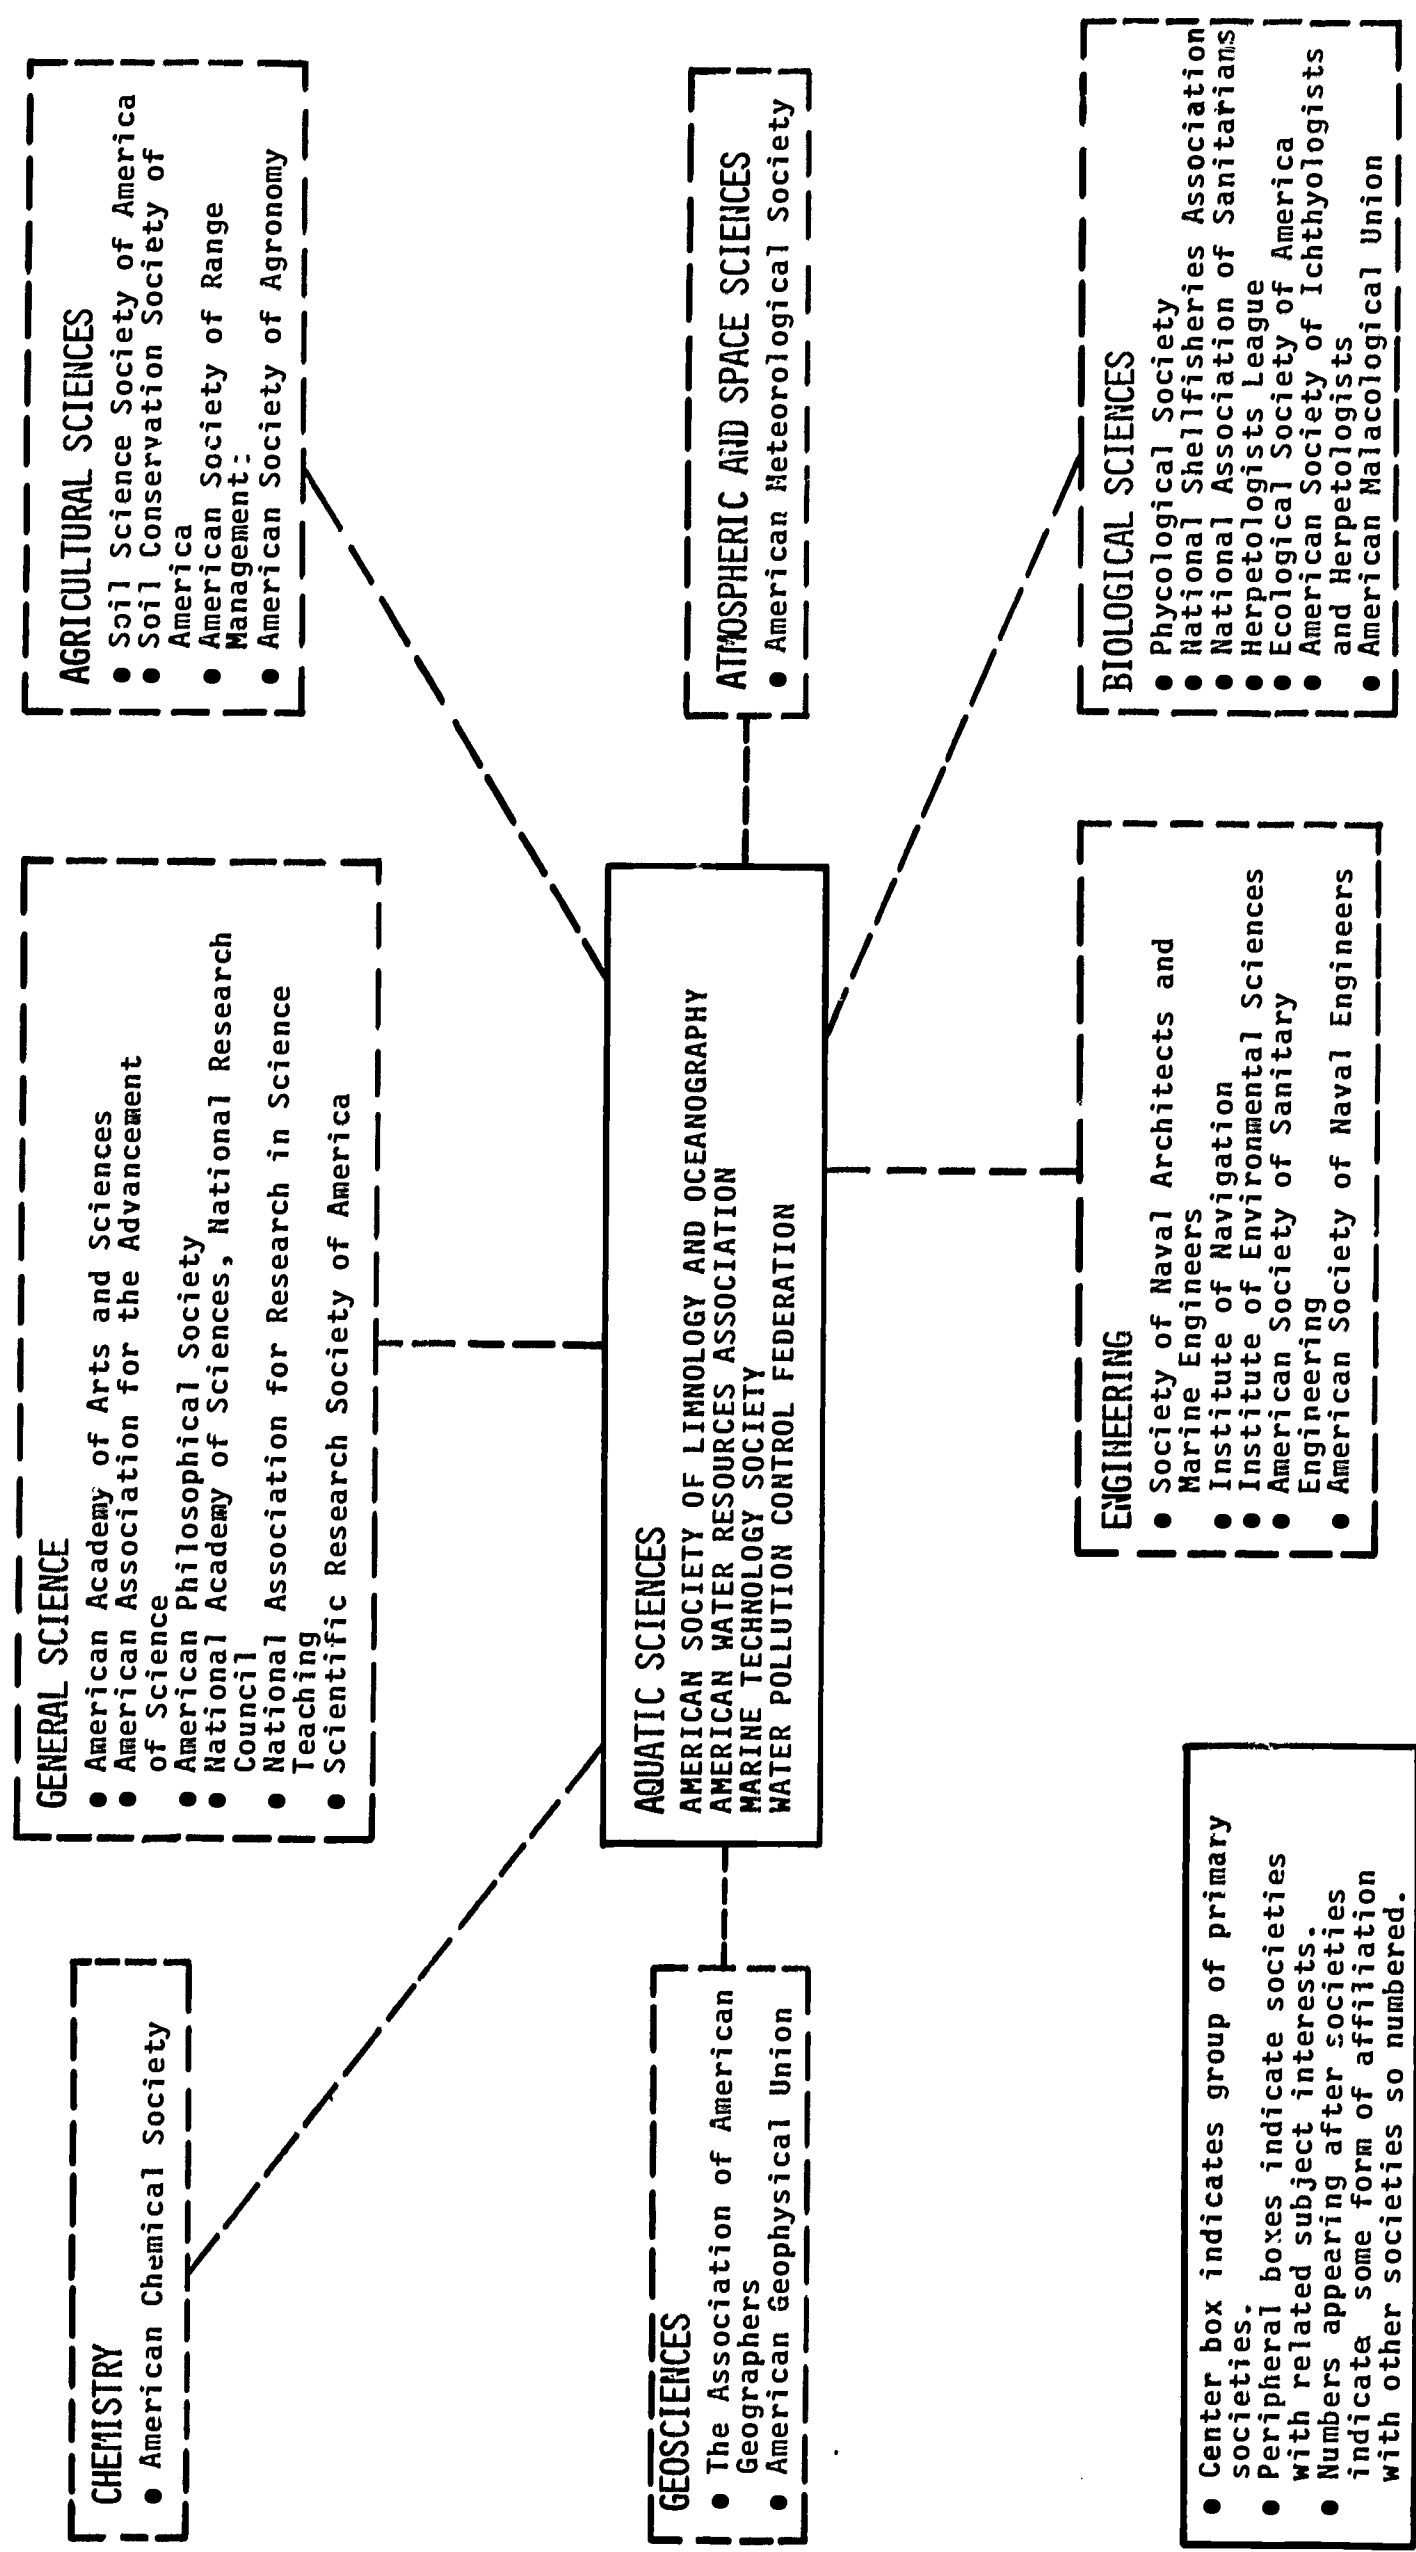 CHEMISTRY
● American Chemical Society
GENERAL SCIENCE
● American Academy of Arts and Sciences
● American Association for the Advancement
of Science
● American Philosophical Society
● National Academy of Sciences, National Research
Council
● National Association for Research in Science
Teaching
● Scientific Research Society of America
AGRICULTURAL SCIENCES
● Soil Science Society of America
● Soil Conservation Society of
America
● American Society of Range
Management:
● American Society of Agronomy
GEOSCIENCES
● The Association of American
Geographers
● American Geophysical Union
AQUATIC SCIENCES
AMERICAN SOCIETY OF LIMNOLOGY AND OCEANOGRAPHY
AMERICAN WATER RESOURCES ASSOCIATION
MARINE TECHNOLOGY SOCIETY
WATER POLLUTION CONTROL FEDERATION
ATMOSPHERIC AND SPACE SCIENCES
● American Meteorological Society
● Center box indicates group of primary
societies.
● Peripheral boxes indicate societies
with related subject interests.
● Numbers appearing after societies
indicate some form of affiliation
with other societies so numbered.
ENGINEERING
● Society of Naval Architects and
Marine Engineers
● Institute of Navigation
● Institute of Environmental Sciences
● American Society of Sanitary
Engineering
● American Society of Naval Engineers
BIOLOGICAL SCIENCES
● Phycological Society
● National Shellfisheries Association
● National Association of Sanitarians
● Herpetologists League
● Ecological Society of America
● American Society of Ichthyologists
and Herpetologists
● American Malacological Union